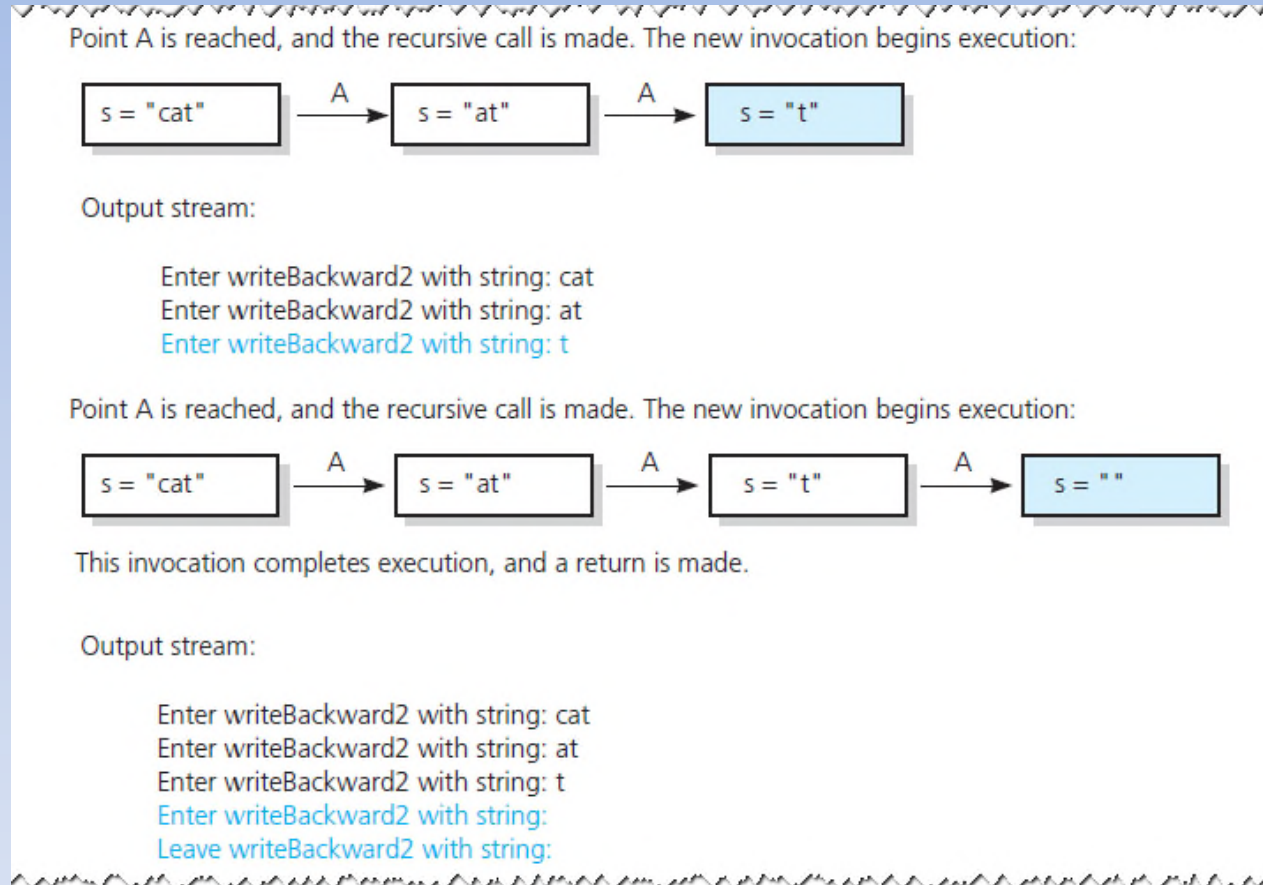 Point A is reached, and the recursive call is made. The new invocation begins execution:
s = "cat" A s = "at" A s = "t"
Output stream:
Enter writeBackward2 with string: cat
Enter writeBackward2 with string: at
Enter writeBackward2 with string: t
Point A is reached, and the recursive call is made. The new invocation begins execution:
s = "cat" A s = "at" A s = "t" A s = " "
This invocation completes execution, and a return is made.
Output stream:
Enter writeBackward2 with string: cat
Enter writeBackward2 with string: at
Enter writeBackward2 with string: t
Enter writeBackward2 with string:
Leave writeBackward2 with string: